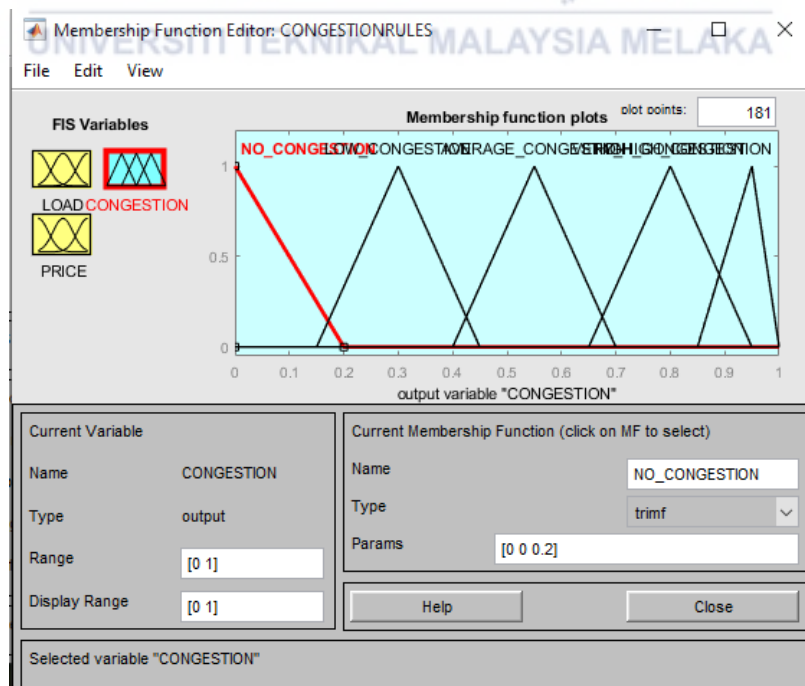 Membership Function Editor: CONGESTIONRULES
UNIVERSITI TEKNIKAL MALAYSIA MELAKA
File Edit View
FIS Variables
LOAD CONGESTION
PRICE
Membership function plots
plot points: 181
NO_CONGESTION LOW_CONGESTION AVERAGE_CONGESTION
1
0.5
0
0 0.1 0.2 0.3 0.4 0.5 0.6 0.7 0.8 0.9 1
output variable "CONGESTION"
Current Variable
Name CONGESTION
Type output
Range [0 1]
Display Range [0 1]
Current Membership Function (click on MF to select)
Name NO_CONGESTION
Type trimf
Params [0 0 0.2]
Help Close
Selected variable "CONGESTION"